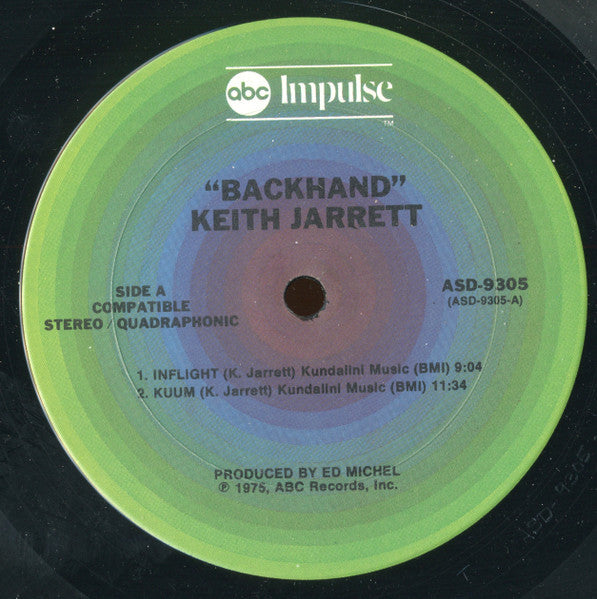 abc Impulse
TM
"BACKHAND"
KEITH JARRETT
SIDE A
COMPATIBLE
STEREO/QUADRAPHONIC
ASD-9305
(ASD-9305-A)
1. INFLIGHT (K. Jarrett) Kundalini Music (BMI) 9:04
2. KUUM (K. Jarrett) Kundalini Music (BMI) 11:34
PRODUCED BY ED MICHEL
℗ 1975, ABC Records, Inc.
T
ASD-9305